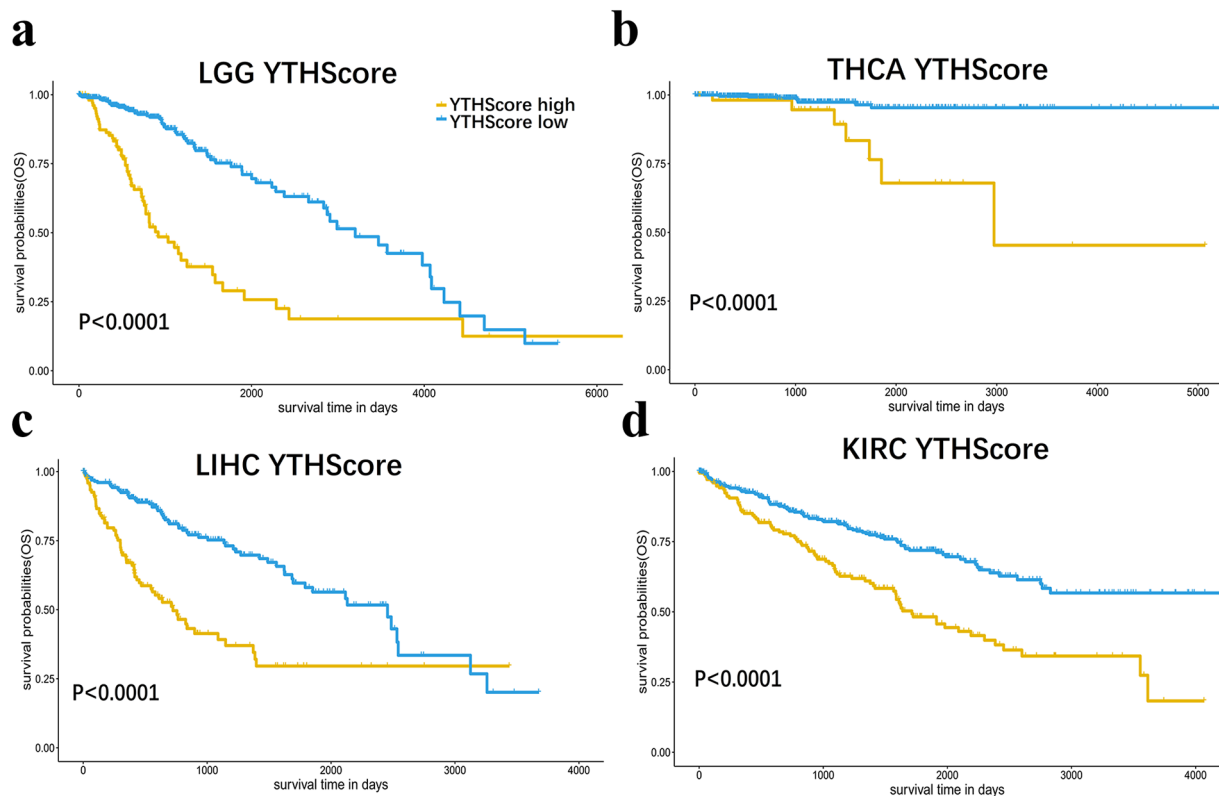 a
LGG YTHScore
YTHScore high
YTHScore low
survival probabilities(OS)
1.00
0.75
0.50
0.25
0.00
P<0.0001
0 2000 4000 6000
survival time in days
b
THCA YTHScore
survival probabilities(OS)
1.00
0.75
0.50
0.25
0.00
P<0.0001
0 1000 2000 3000 4000 5000
survival time in days
c
LIHC YTHScore
survival probabilities(OS)
1.00
0.75
0.50
0.25
0.00
P<0.0001
0 1000 2000 3000 4000
survival time in days
d
KIRC YTHScore
survival probabilities(OS)
1.00
0.75
0.50
0.25
0.00
P<0.0001
0 1000 2000 3000 4000
survival time in days